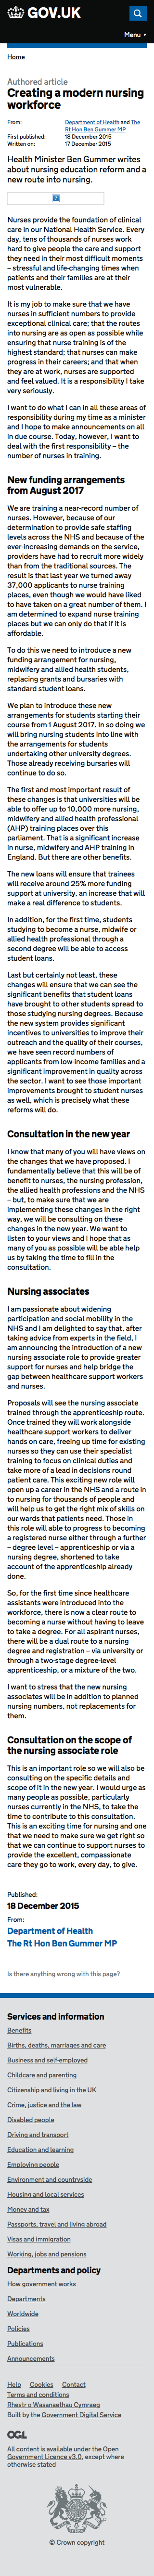 GOV.UK
Menu
Home
Authored article
Creating a modern nursing
workforce
From:
Department of Health and The
Rt Hon Ben Gummer MP
First published:
18 December 2015
Written on:
17 December 2015
Health Minister Ben Gummer writes
about nursing education reforms and a
new route into nursing.
Nurses provide the foundation of clinical
care in our National Health Service. Every
day, tens of thousands of nurses work
hard to give people the care and support
they need in their most difficult moments
– stressful and life-changing times when
patients are at their weakest and that
matter the most.
It is my job to make sure that we have
nurses in sufficient numbers to provide
exceptional clinical care; that the routes
into nursing are as open as possible while
ensuring that their training is of the
highest standard; that nurses can make
progress in their careers; and that when
they are at work, nurses are supported
and feel valued. It is a responsibility I take
very seriously.
I want to do what I can in all these areas of
responsibility during my time as a minister
and I hope to make announcements on all
in due course. Today, however, I want to
deal with the first responsibility – the
number of nurses in training.
New funding arrangements
from August 2017
We are training a near-record number of
nurses. However, because of our
determination to provide safe staffing
levels across the NHS and because of the
ever-increasing demands on the service,
providers have had to recruit more widely
than from the traditional sources. The
result is that last year we turned away
37,000 applicants to nurse training
places, even though we would have liked
to have taken on a great number of them. I
want to expand the number of training
places but we can only do that if it is
affordable.
To do this we need to introduce a new
funding arrangement for nursing,
midwifery and allied health students,
replacing grants and bursaries with
standard student loans.
We plan to introduce these new
arrangements for students starting their
course from 1 August 2017. In so doing we
will bring nursing students into line with
the arrangements for students
undertaking other university degrees.
Those already receiving bursaries will
continue to do so.
The first and most important result of
these changes is that universities will be
able to offer up to 10,000 more nursing,
midwifery and allied health professional
(AHP) training places over this
parliament. That is a significant increase
in nurse, midwifery and AHP training in
England. But there are other benefits.
The new loans will ensure that trainees
will receive around 25% more funding
support at university, an amount that will
make a real difference to students.
In addition, for the first time, students
studying to become a nurse, midwife or
allied health professional through a
second degree will be able to access
student loans.
Last but certainly not least, these
changes will ensure that we can see the
significant benefits that student loans
have brought to other degrees come to
those studying nursing degrees. Because
the new system provides significant
incentives to universities to improve their
outreach and the quality of their courses,
we have seen record numbers of
applicants from low-income homes and a
significant improvement in quality across
the sector. I want to see those important
improvements brought to student nurses
as well, which is precisely what these
reforms will do.
Consultation in the new year
I know that many of you will have views on
the changes that we have proposed. I
fundamentally believe that this will be of
benefit to nurses, the nursing profession,
the allied health professions and the NHS
– but, to make sure that we are
implementing these changes in the right
way, we will be consulting on these
changes in the new year. We want to
listen to your views and I hope that as
many of you as possible will be able help
us by taking the time to fill in the
consultation.
Nursing associates
I am passionate about widening
participation and social mobility in the
NHS and I am delighted to say that, after
taking advice from experts in the field, I
am announcing the introduction of a new
role to nursing associate to provide greater
support for nurses and help bridge the
gap between healthcare support workers
and nurses.
Proposals will see the nursing associate
trained through the apprenticeship route.
Once trained they will work alongside
healthcare support workers to deliver
hands on care, freeing up time for existing
nurses so they can use their specialist
training to focus on clinical duties and
take more of a lead in decisions round
patient care. This exciting new role will
open up a career in the NHS and a route in
to nursing for thousands of people and
will help us to get the right mix of skills in
our wards that patients need. Those in
this role will also be able to progress to becoming
a registered nurse through either a further
– degree level – apprenticeship or via a
nursing degree, shortened to take
account of the apprenticeship already
done.
So, for the first time since healthcare
assistants were introduced into the
workforce, there is now a clear route to
becoming a nurse without having to leave
to take a degree. For all aspirant nurses,
there will be a dual route to a nursing
degree and registration – via university or
through a two-stage degree-level
apprenticeship, or a mixture of the two.
I want to stress that the new nursing
associates will be in addition to planned
nursing numbers, not replacements for
them.
Consultation on the scope of
the nursing associate role
This is an important role so we will also be
consulting on the specific details and
scope of it in the new year. I would urge as
many people as possible, particularly
nurses currently in the NHS, to take the
time to contribute to this consultation.
This is an exciting time for nursing and one
that we need to make sure we get right so
we can continue to support nurses to
provide the excellent, compassionate
care they go to work, every day, to give.
Published:
18 December 2015
From:
Department of Health
The Rt Hon Ben Gummer MP
Is there anything wrong with this page?
Services and information
Benefits
Births, deaths, marriages and care
Business and self-employed
Childcare and parenting
Citizenship and living in the UK
Crime, justice and the law
Disabled people
Driving and transport
Education and learning
Employing people
Environment and countryside
Housing and local services
Money and tax
Passports, travel and living abroad
Visas and immigration
Working, jobs and pensions
Departments and policy
How government works
Departments
Worldwide
Policies
Publications
Announcements
Help Cookies Contact
Terms and conditions
Rhestr o Wasanaethau Cymraeg
Built by the Government Digital Service
OGL
All content is available under the Open
Government Licence v3.0, except where
otherwise stated
© Crown copyright